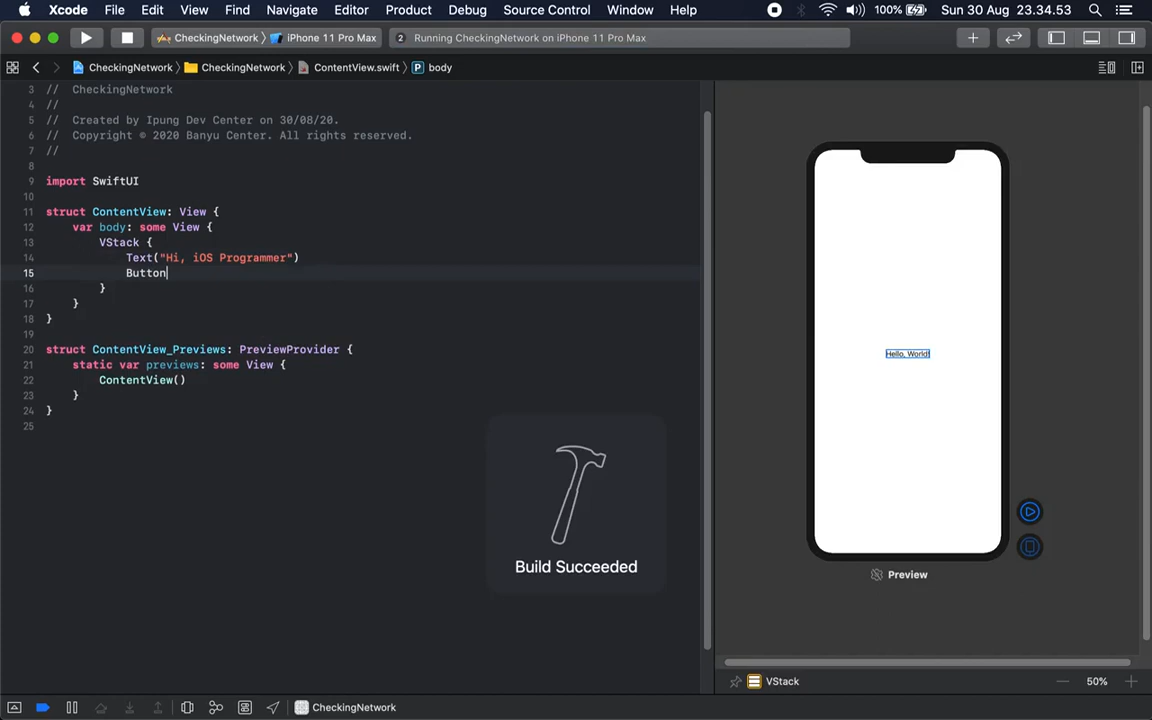 Xcode File Edit View Find Navigate Editor Product Debug Source Control Window Help 100% Sun 30 Aug 23.34.53
CheckingNetwork iPhone 11 Pro Max 2 Running CheckingNetwork on iPhone 11 Pro Max
CheckingNetwork CheckingNetwork ContentView.swift P body
3 // CheckingNetwork
4 //
5 // Created by Ipung Dev Center on 30/08/20.
6 // Copyright © 2020 Banyu Center. All rights reserved.
7 //
8
9 import SwiftUI
10
11 struct ContentView: View {
12 var body: some View {
13 VStack {
14 Text("Hi, iOS Programmer")
15 Button
16 }
17 }
18 }
19
20 struct ContentView_Previews: PreviewProvider {
21 static var previews: some View {
22 ContentView()
23 }
24 }
25
Build Succeeded
Hello, World!
Preview
VStack 50%
CheckingNetwork